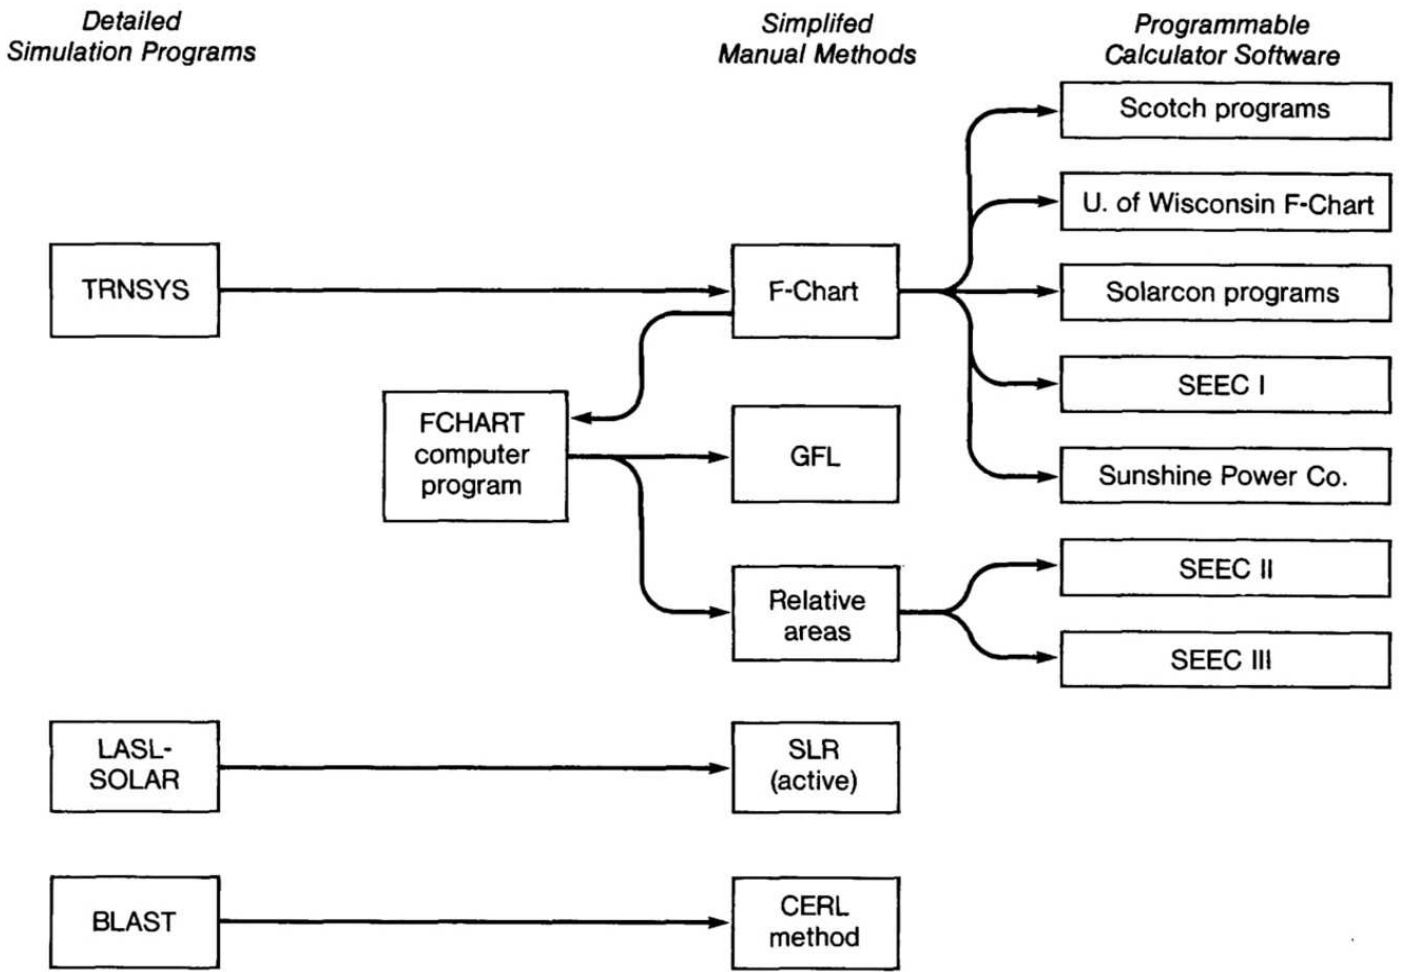 Detailed
Simulation Programs
Simplifed
Manual Methods
Programmable
Calculator Software
Scotch programs
U. of Wisconsin F-Chart
TRNSYS
F-Chart
Solarcon programs
SEEC I
FCHART
computer
program
GFL
Sunshine Power Co.
SEEC II
Relative
areas
SEEC III
LASL-
SOLAR
SLR
(active)
BLAST
CERL
method